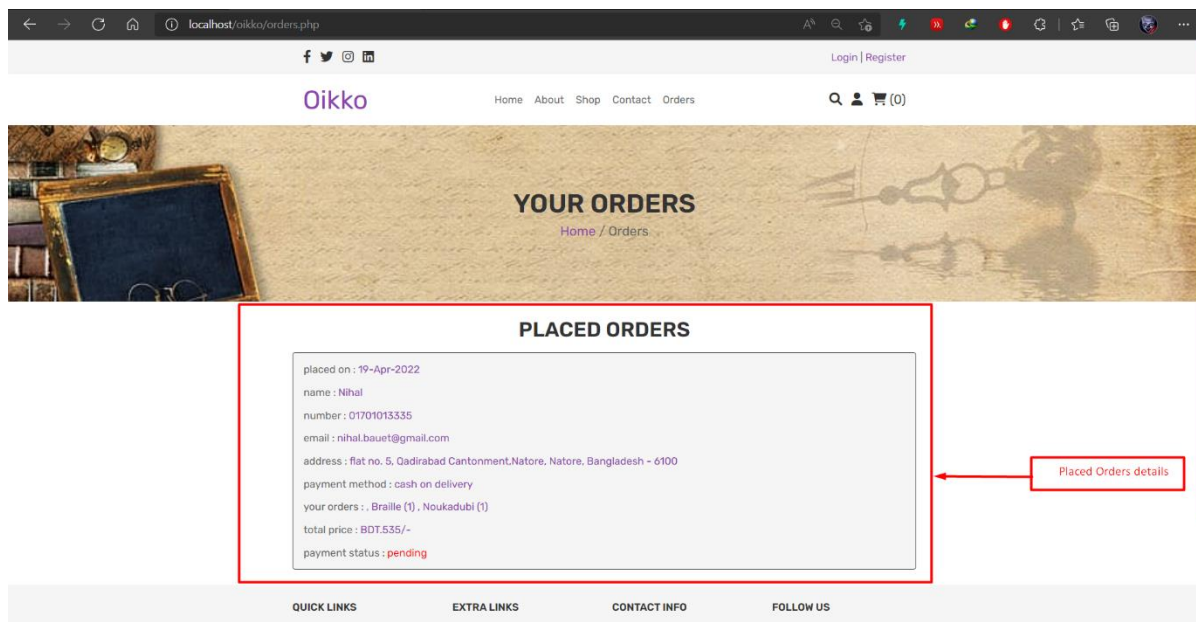 localhost/oikko/orders.php
Login | Register
Oikko
Home About Shop Contact Orders
(0)
YOUR ORDERS
Home / Orders
PLACED ORDERS
placed on : 19-Apr-2022
name : Nihal
number : 01701013335
email : nihal.bauet@gmail.com
address : flat no. 5, Qadirabad Cantonment,Natore, Natore, Bangladesh - 6100
payment method : cash on delivery
your orders : , Braille (1) , Noukadubi (1)
total price : BDT.535/-
payment status : pending
Placed Orders details
QUICK LINKS EXTRA LINKS CONTACT INFO FOLLOW US